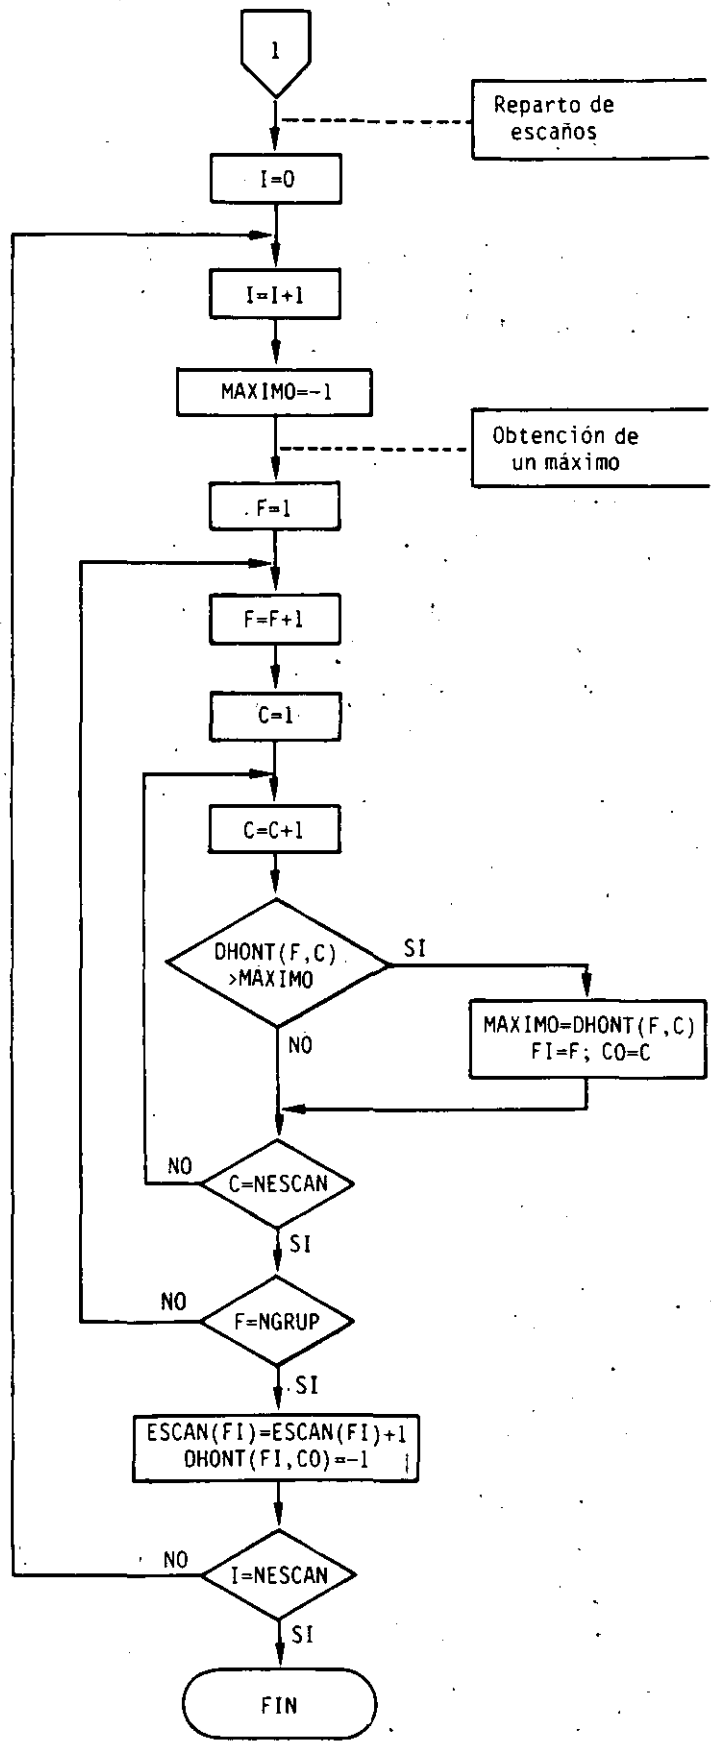 1
Reparto de
escaños
I=0
I=I+1
MAXIMO=-1
Obtención de
un máximo
F=1
F=F+1
C=1
C=C+1
DHONT(F,C)
>MAXIMO
SI
MAXIMO=DHONT(F,C)
FI=F; CO=C
NO
NO
C=NESCAN
SI
NO
F=NGRUP
SI
ESCAN(FI)=ESCAN(FI)+1
DHONT(FI,CO)=-1
NO
I=NESCAN
SI
FIN